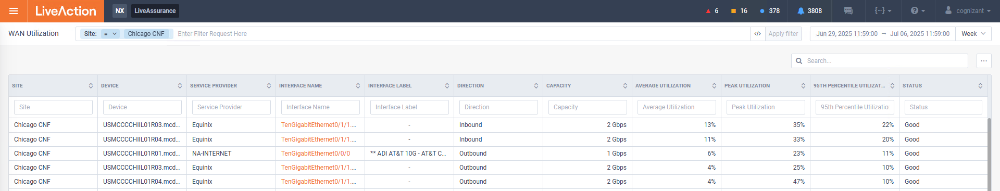 LiveAction NX LiveAssurance 6 16 378 3808 {···} cognizant
WAN Utilization Site: = Chicago CNF Enter Filter Request Here </> Apply filter Jun 29, 2025 11:59:00 → Jul 06, 2025 11:59:00 Week
Search... ...
SITE DEVICE SERVICE PROVIDER INTERFACE NAME INTERFACE LABEL DIRECTION CAPACITY AVERAGE UTILIZATION PEAK UTILIZATION 95TH PERCENTILE UTILIZAT... STATUS
Site Device Service Provider Interface Name Interface Label Direction Capacity Average Utilization Peak Utilization 95th Percentile Utilizatio Status
Chicago CNF USMCCCCHIIL01R03.mcd... Equinix TenGigabitEthernet0/1/1.... - Inbound 2 Gbps 13% 35% 22% Good
Chicago CNF USMCCCCHIIL01R04.mcd... Equinix TenGigabitEthernet0/1/1.... - Inbound 2 Gbps 11% 33% 20% Good
Chicago CNF USMCCCCHIIL01R01.mcd... NA-INTERNET TenGigabitEthernet0/0/0 ** ADI AT&T 10G - AT&T C... Outbound 1 Gbps 6% 23% 11% Good
Chicago CNF USMCCCCHIIL01R03.mcd... Equinix TenGigabitEthernet0/1/1.... - Outbound 2 Gbps 4% 25% 10% Good
Chicago CNF USMCCCCHIIL01R04.mcd... Equinix TenGigabitEthernet0/1/1.... - Outbound 2 Gbps 4% 47% 10% Good